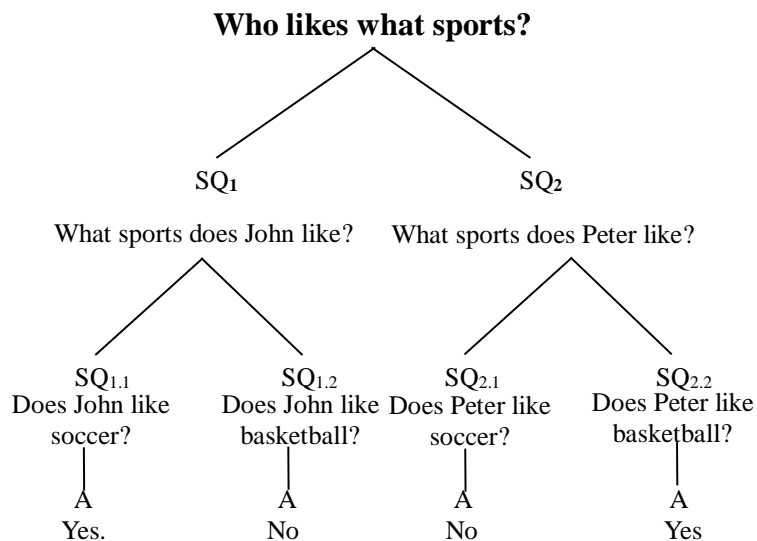 Who likes what sports?
SQ1 SQ2
What sports does John like? What sports does Peter like?
SQ1.1 SQ1.2 SQ2.1 SQ2.2
Does John like Does John like Does Peter like Does Peter like
soccer? basketball? soccer? basketball?
A A A A
Yes. No No Yes